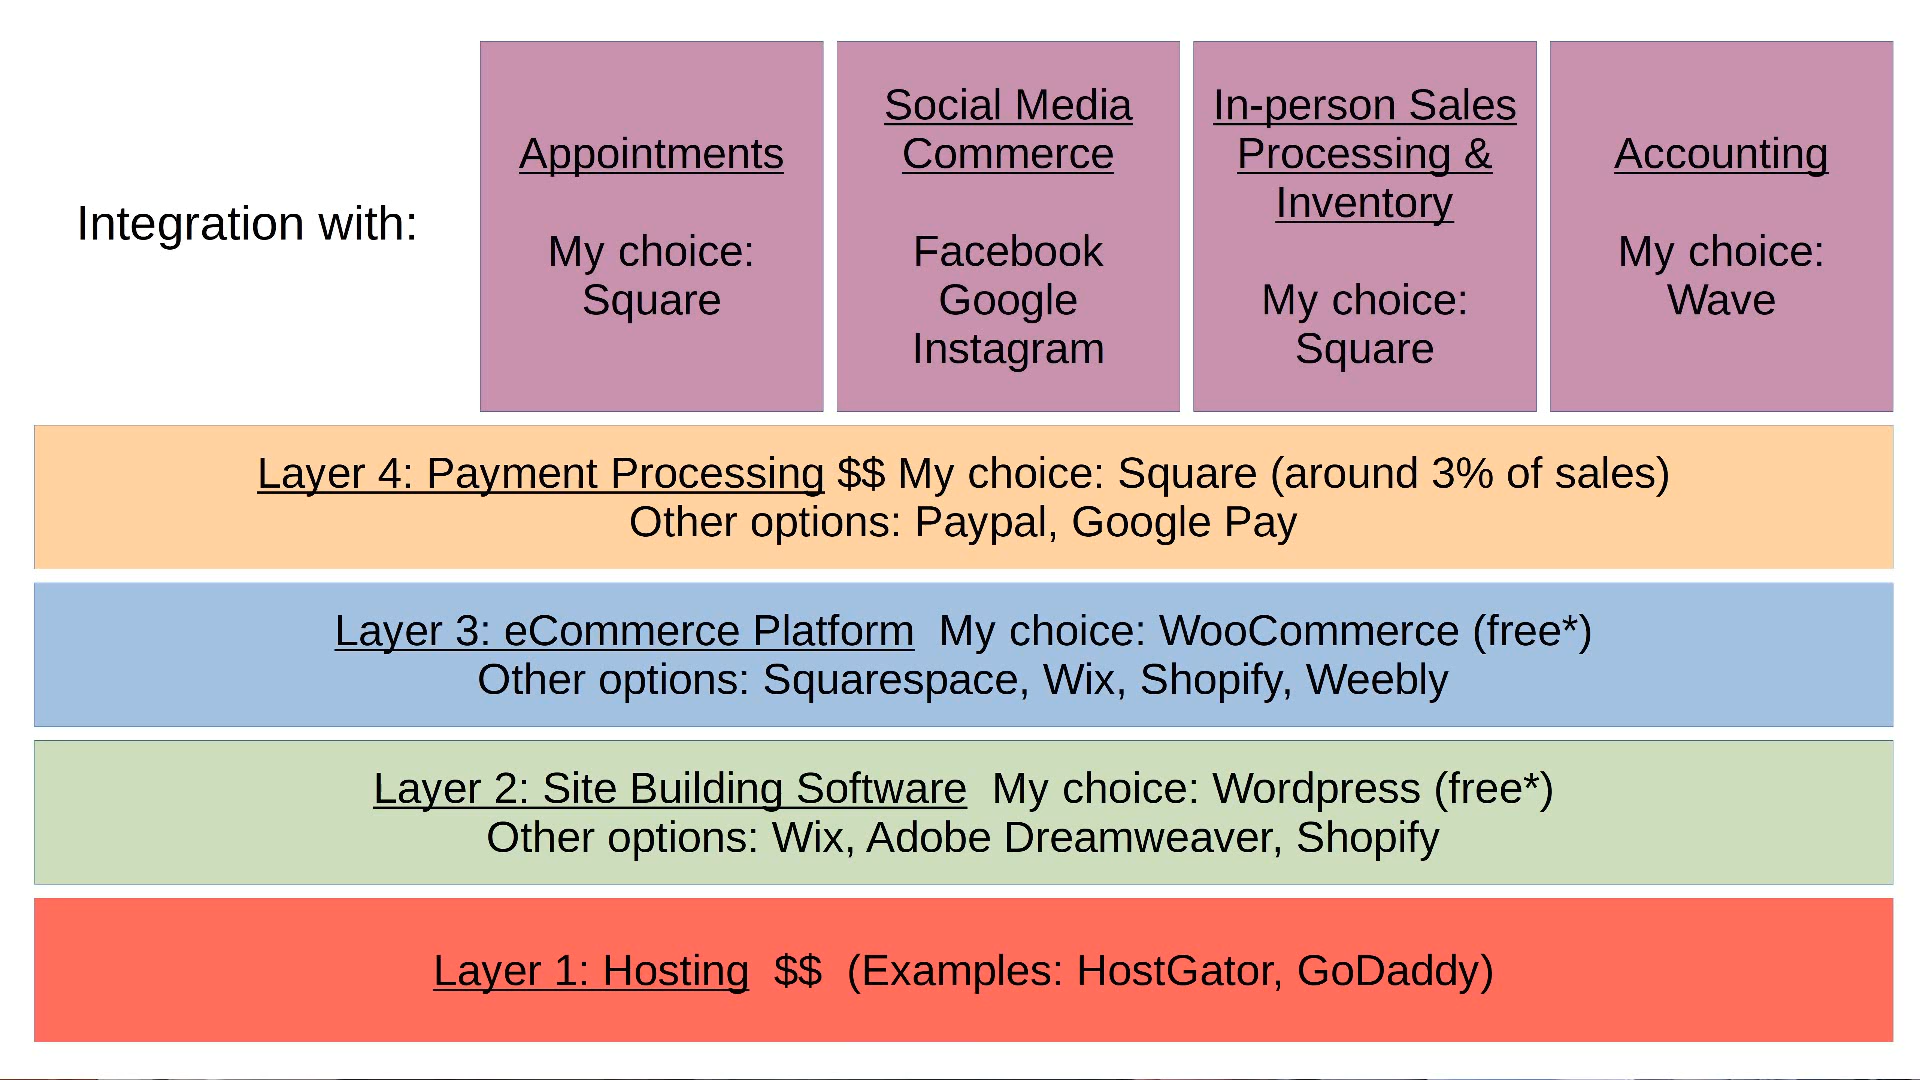 Integration with:
Appointments
My choice:
Square
Social Media
Commerce
Facebook
Google
Instagram
In-person Sales
Processing &
Inventory
My choice:
Square
Accounting
My choice:
Wave
Layer 4: Payment Processing $$ My choice: Square (around 3% of sales)
Other options: Paypal, Google Pay
Layer 3: eCommerce Platform  My choice: WooCommerce (free*)
Other options: Squarespace, Wix, Shopify, Weebly
Layer 2: Site Building Software  My choice: Wordpress (free*)
Other options: Wix, Adobe Dreamweaver, Shopify
Layer 1: Hosting  $$  (Examples: HostGator, GoDaddy)